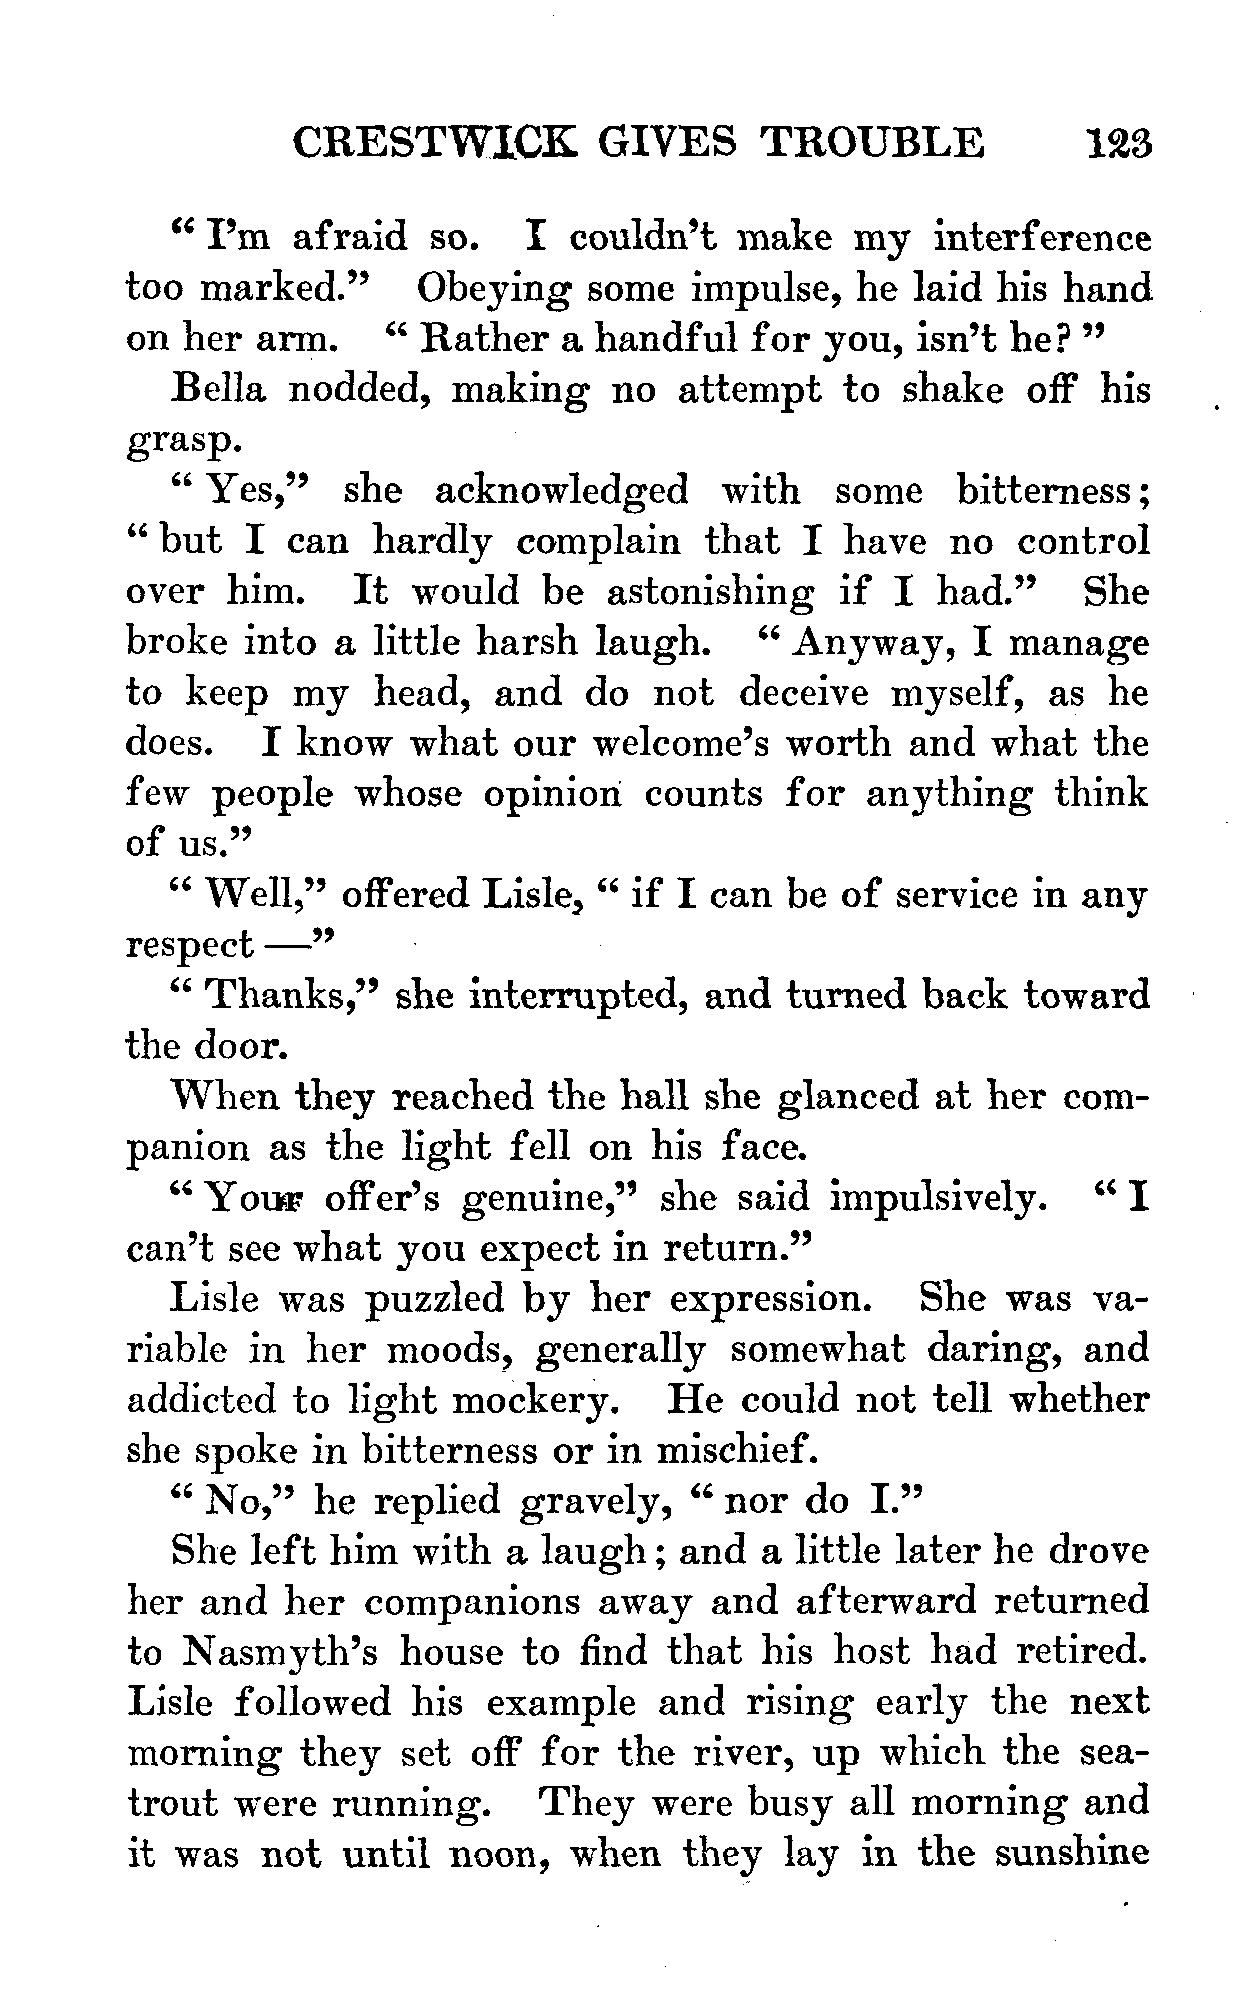 CRESTWICK GIVES TROUBLE 123
“ I’m afraid so. I couldn’t make my interference
too marked.” Obeying some impulse, he laid his hand
on her arm. “ Rather a handful for you, isn’t he? ”
Bella nodded, making no attempt to shake off his
grasp.
“ Yes,” she acknowledged with some bitterness;
“ but I can hardly complain that I have no control
over him. It would be astonishing if I had.” She
broke into a little harsh laugh. “ Anyway, I manage
to keep my head, and do not deceive myself, as he
does. I know what our welcome’s worth and what the
few people whose opinion counts for anything think
of us.”
“ Well,” offered Lisle, “ if I can be of service in any
respect —”
“ Thanks,” she interrupted, and turned back toward
the door.
When they reached the hall she glanced at her com-
panion as the light fell on his face.
“ Your offer’s genuine,” she said impulsively. “ I
can’t see what you expect in return.”
Lisle was puzzled by her expression. She was va-
riable in her moods, generally somewhat daring, and
addicted to light mockery. He could not tell whether
she spoke in bitterness or in mischief.
“ No,” he replied gravely, “ nor do I.”
She left him with a laugh; and a little later he drove
her and her companions away and afterward returned
to Nasmyth’s house to find that his host had retired.
Lisle followed his example and rising early the next
morning they set off for the river, up which the sea-
trout were running. They were busy all morning and
it was not until noon, when they lay in the sunshine